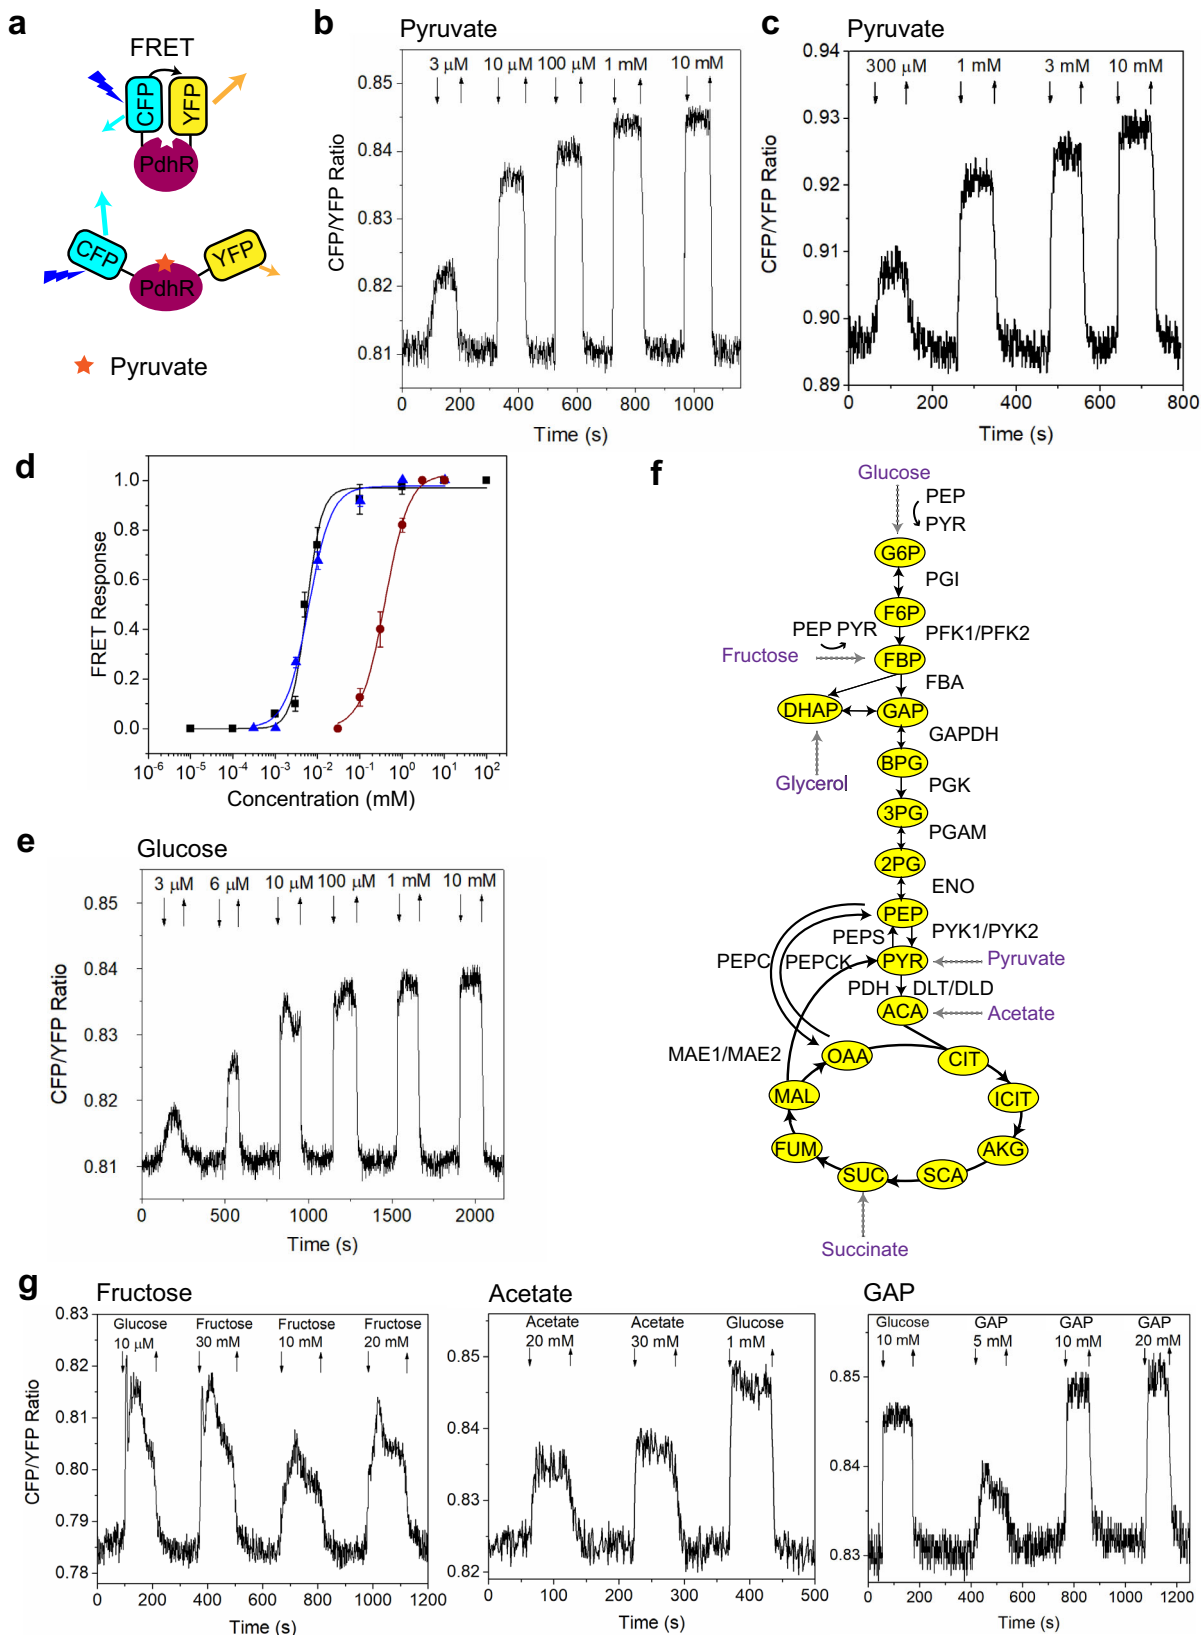 a
FRET
CFP
YFP
PdhR
CFP
YFP
PdhR
Pyruvate
b
Pyruvate
3 μM 10 μM 100 μM 1 mM 10 mM
0.85
0.84
0.83
0.82
0.81
CFP/YFP Ratio
0 200 400 600 800 1000
Time (s)
c
Pyruvate
300 μM 1 mM 3 mM 10 mM
0.94
0.93
0.92
0.91
0.90
0.89
CFP/YFP Ratio
0 200 400 600 800
Time (s)
d
1.0
0.8
0.6
0.4
0.2
0.0
FRET Response
10⁻⁶ 10⁻⁵ 10⁻⁴ 10⁻³ 10⁻² 10⁻¹ 10⁰ 10¹ 10²
Concentration (mM)
e
Glucose
3 μM 6 μM 10 μM 100 μM 1 mM 10 mM
0.85
0.84
0.83
0.82
0.81
CFP/YFP Ratio
0 500 1000 1500 2000
Time (s)
f
Glucose
PEP
PYR
G6P
PGI
F6P
PEP PYR
PFK1/PFK2
Fructose
FBP
FBA
DHAP
GAP
GAPDH
Glycerol
BPG
PGK
3PG
PGAM
2PG
ENO
PEP
PEPS
PYK1/PYK2
PEPC
PEPCK
PYR
Pyruvate
PDH
DLT/DLD
ACA
Acetate
MAE1/MAE2
OAA
CIT
MAL
ICIT
FUM
AKG
SUC
SCA
Succinate
g
Fructose
Glucose 10 μM
Fructose 30 mM
Fructose 10 mM
Fructose 20 mM
0.83
0.82
0.81
0.80
0.79
0.78
CFP/YFP Ratio
0 200 400 600 800 1000 1200
Time (s)
Acetate
Acetate 20 mM
Acetate 30 mM
Glucose 1 mM
0.85
0.84
0.83
0.82
0 100 200 300 400 500
Time (s)
GAP
Glucose 10 mM
GAP 5 mM
GAP 10 mM
GAP 20 mM
0.85
0.84
0.83
0 250 500 750 1000 1250
Time (s)